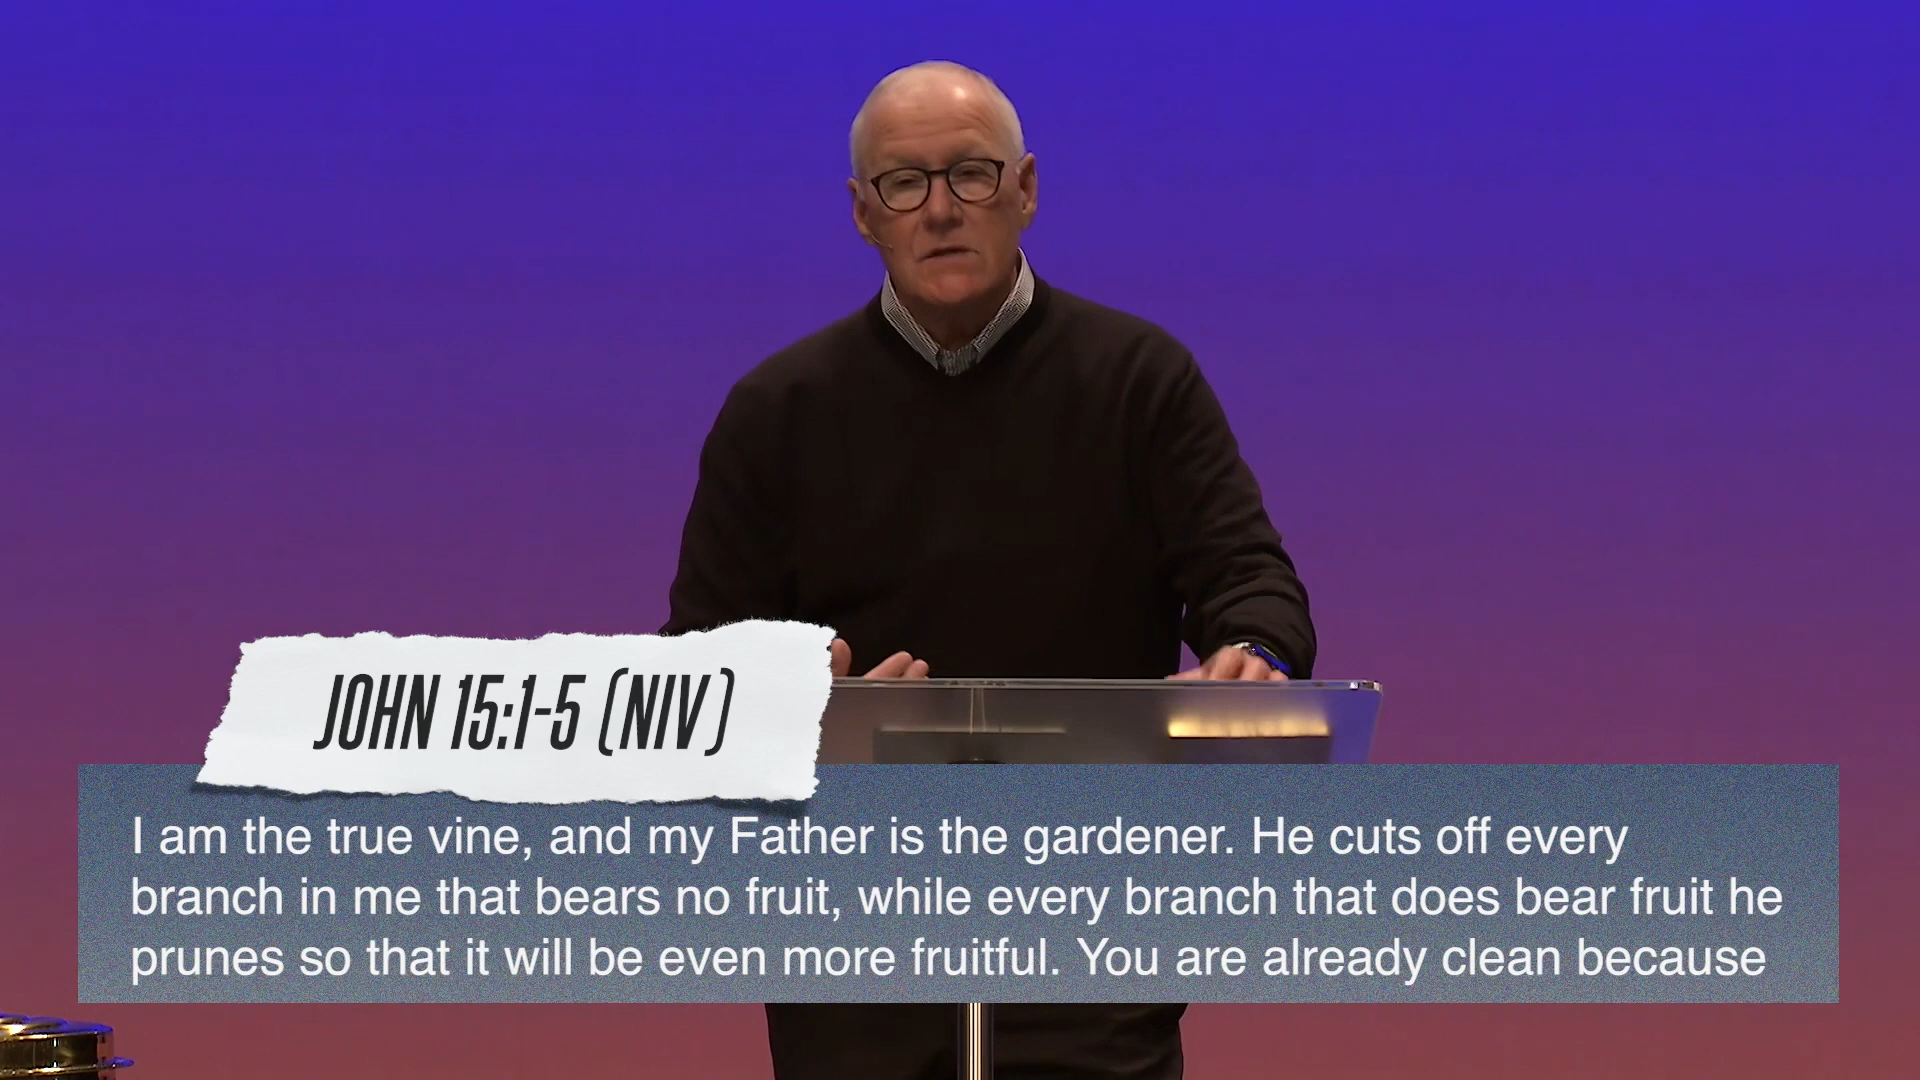 JOHN 15:1-5 (NIV)
I am the true vine, and my Father is the gardener. He cuts off every
branch in me that bears no fruit, while every branch that does bear fruit he
prunes so that it will be even more fruitful. You are already clean because